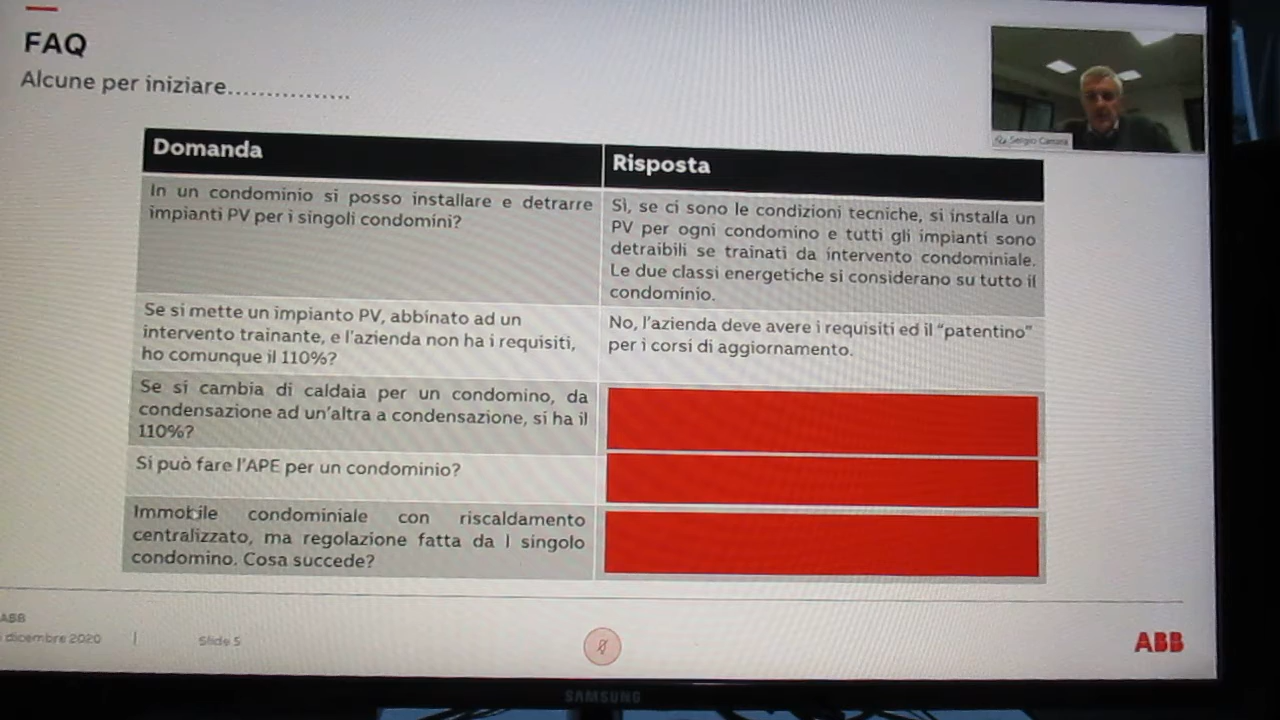 FAQ
Alcune per iniziare................
Sergio
Domanda
Risposta
In un condominio si posso installare e detrarre
impianti PV per i singoli condomini?
Sì, se ci sono le condizioni tecniche, si installa un
PV per ogni condomino e tutti gli impianti sono
detraibili se trainati da intervento condominiale.
Le due classi energetiche si considerano su tutto il
condominio.
Se si mette un impianto PV, abbinato ad un
intervento trainante, e l'azienda non ha i requisiti,
ho comunque il 110%?
No, l'azienda deve avere i requisiti ed il "patentino"
per i corsi di aggiornamento.
Se si cambia di caldaia per un condomino, da
condensazione ad un'altra a condensazione, si ha il
110%?
Si può fare l'APE per un condominio?
Immobile condominiale con riscaldamento
centralizzato, ma regolazione fatta da l singolo
condomino. Cosa succede?
ABB
dicembre 2020 |
Slide 5
ABB
SAMSUNG